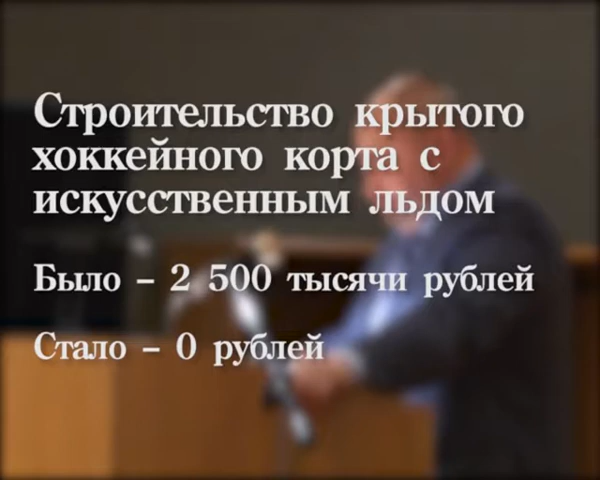 Строительство крытого
хоккейного корта с
искусственным льдом
Было – 2 500 тысячи рублей
Стало – 0 рублей